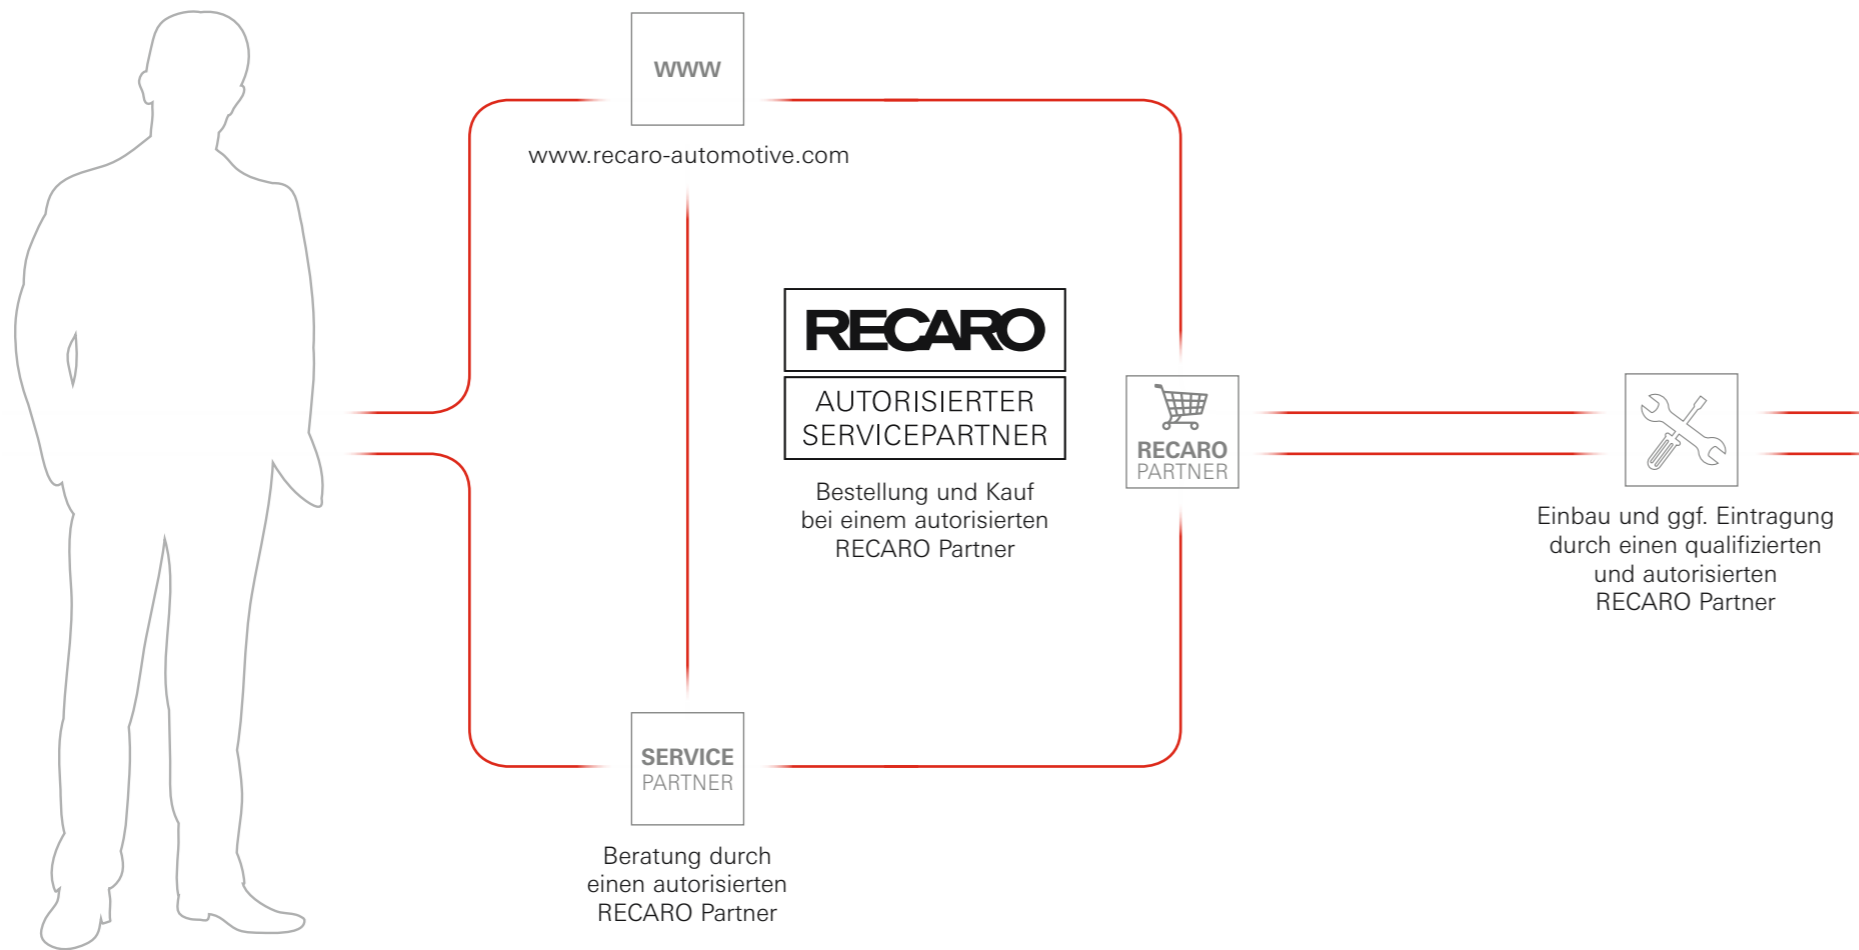 WWW
www.recaro-automotive.com
RECARO
AUTORISIERTER
SERVICEPARTNER
Bestellung und Kauf
bei einem autorisierten
RECARO Partner
RECARO
PARTNER
Einbau und ggf. Eintragung
durch einen qualifizierten
und autorisierten
RECARO Partner
SERVICE
PARTNER
Beratung durch
einen autorisierten
RECARO Partner